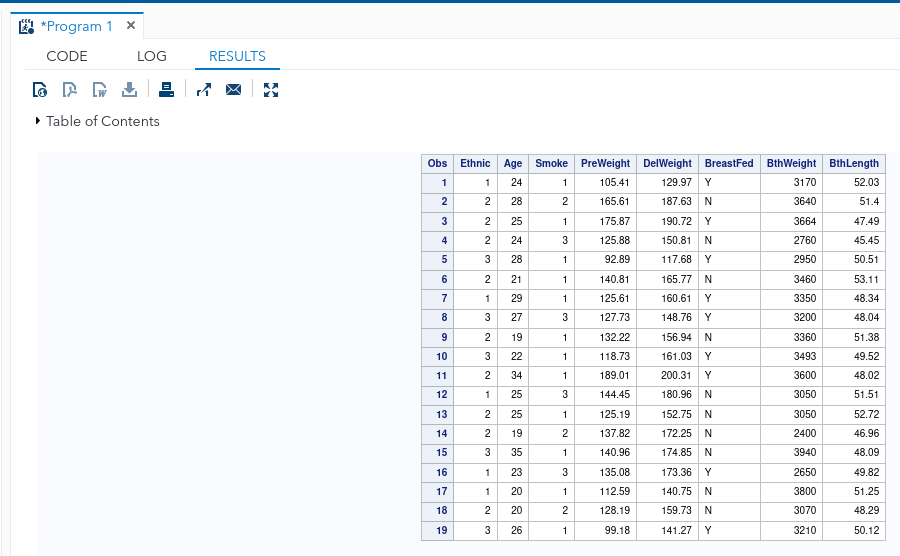 *Program 1 ×
CODE LOG RESULTS
Table of Contents
Obs Ethnic Age Smoke PreWeight DelWeight BreastFed BthWeight BthLength
1 1 24 1 105.41 129.97 Y 3170 52.03
2 2 28 2 165.61 187.63 N 3640 51.4
3 2 25 1 175.87 190.72 Y 3664 47.49
4 2 24 3 125.88 150.81 N 2760 45.45
5 3 28 1 92.89 117.68 Y 2950 50.51
6 2 21 1 140.81 165.77 N 3460 53.11
7 1 29 1 125.61 160.61 Y 3350 48.34
8 3 27 3 127.73 148.76 Y 3200 48.04
9 2 19 1 132.22 156.94 N 3360 51.38
10 3 22 1 118.73 161.03 Y 3493 49.52
11 2 34 1 189.01 200.31 Y 3600 48.02
12 1 25 3 144.45 180.96 N 3050 51.51
13 2 25 1 125.19 152.75 N 3050 52.72
14 2 19 2 137.82 172.25 N 2400 46.96
15 3 35 1 140.96 174.85 N 3940 48.09
16 1 23 3 135.08 173.36 Y 2650 49.82
17 1 20 1 112.59 140.75 N 3800 51.25
18 2 20 2 128.19 159.73 N 3070 48.29
19 3 26 1 99.18 141.27 Y 3210 50.12